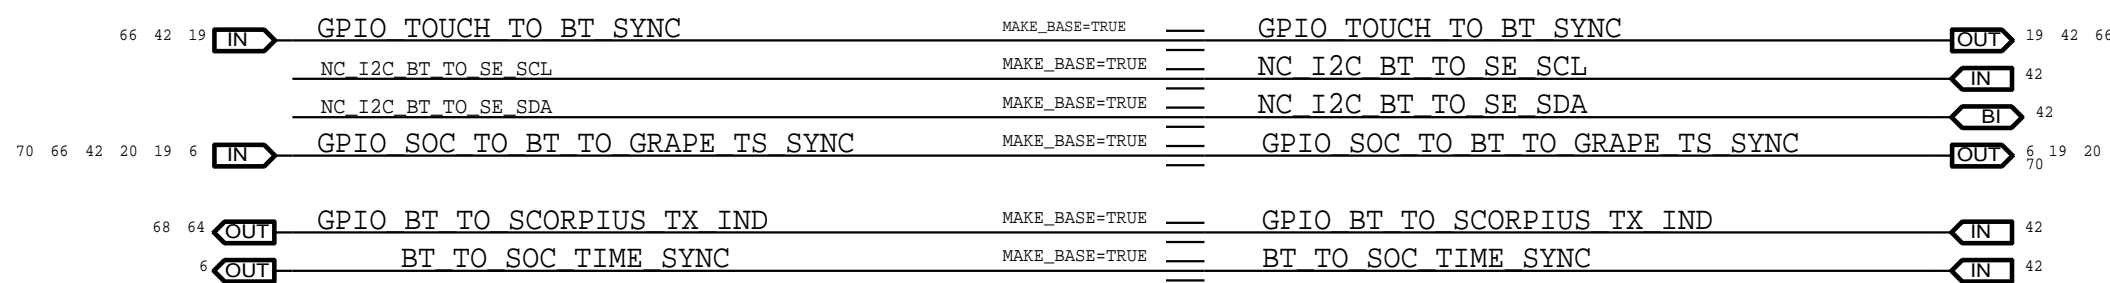 66 42 19 IN GPIO_TOUCH_TO_BT_SYNC MAKE_BASE=TRUE GPIO_TOUCH_TO_BT_SYNC OUT 19 42 66
NC_I2C_BT_TO_SE_SCL MAKE_BASE=TRUE NC_I2C_BT_TO_SE_SCL IN 42
NC_I2C_BT_TO_SE_SDA MAKE_BASE=TRUE NC_I2C_BT_TO_SE_SDA BI 42
70 66 42 20 19 6 IN GPIO_SOC_TO_BT_TO_GRAPE_TS_SYNC MAKE_BASE=TRUE GPIO_SOC_TO_BT_TO_GRAPE_TS_SYNC OUT 6 19 20
70
68 64 OUT GPIO_BT_TO_SCORPIUS_TX_IND MAKE_BASE=TRUE GPIO_BT_TO_SCORPIUS_TX_IND IN 42
6 OUT BT_TO_SOC_TIME_SYNC MAKE_BASE=TRUE BT_TO_SOC_TIME_SYNC IN 42